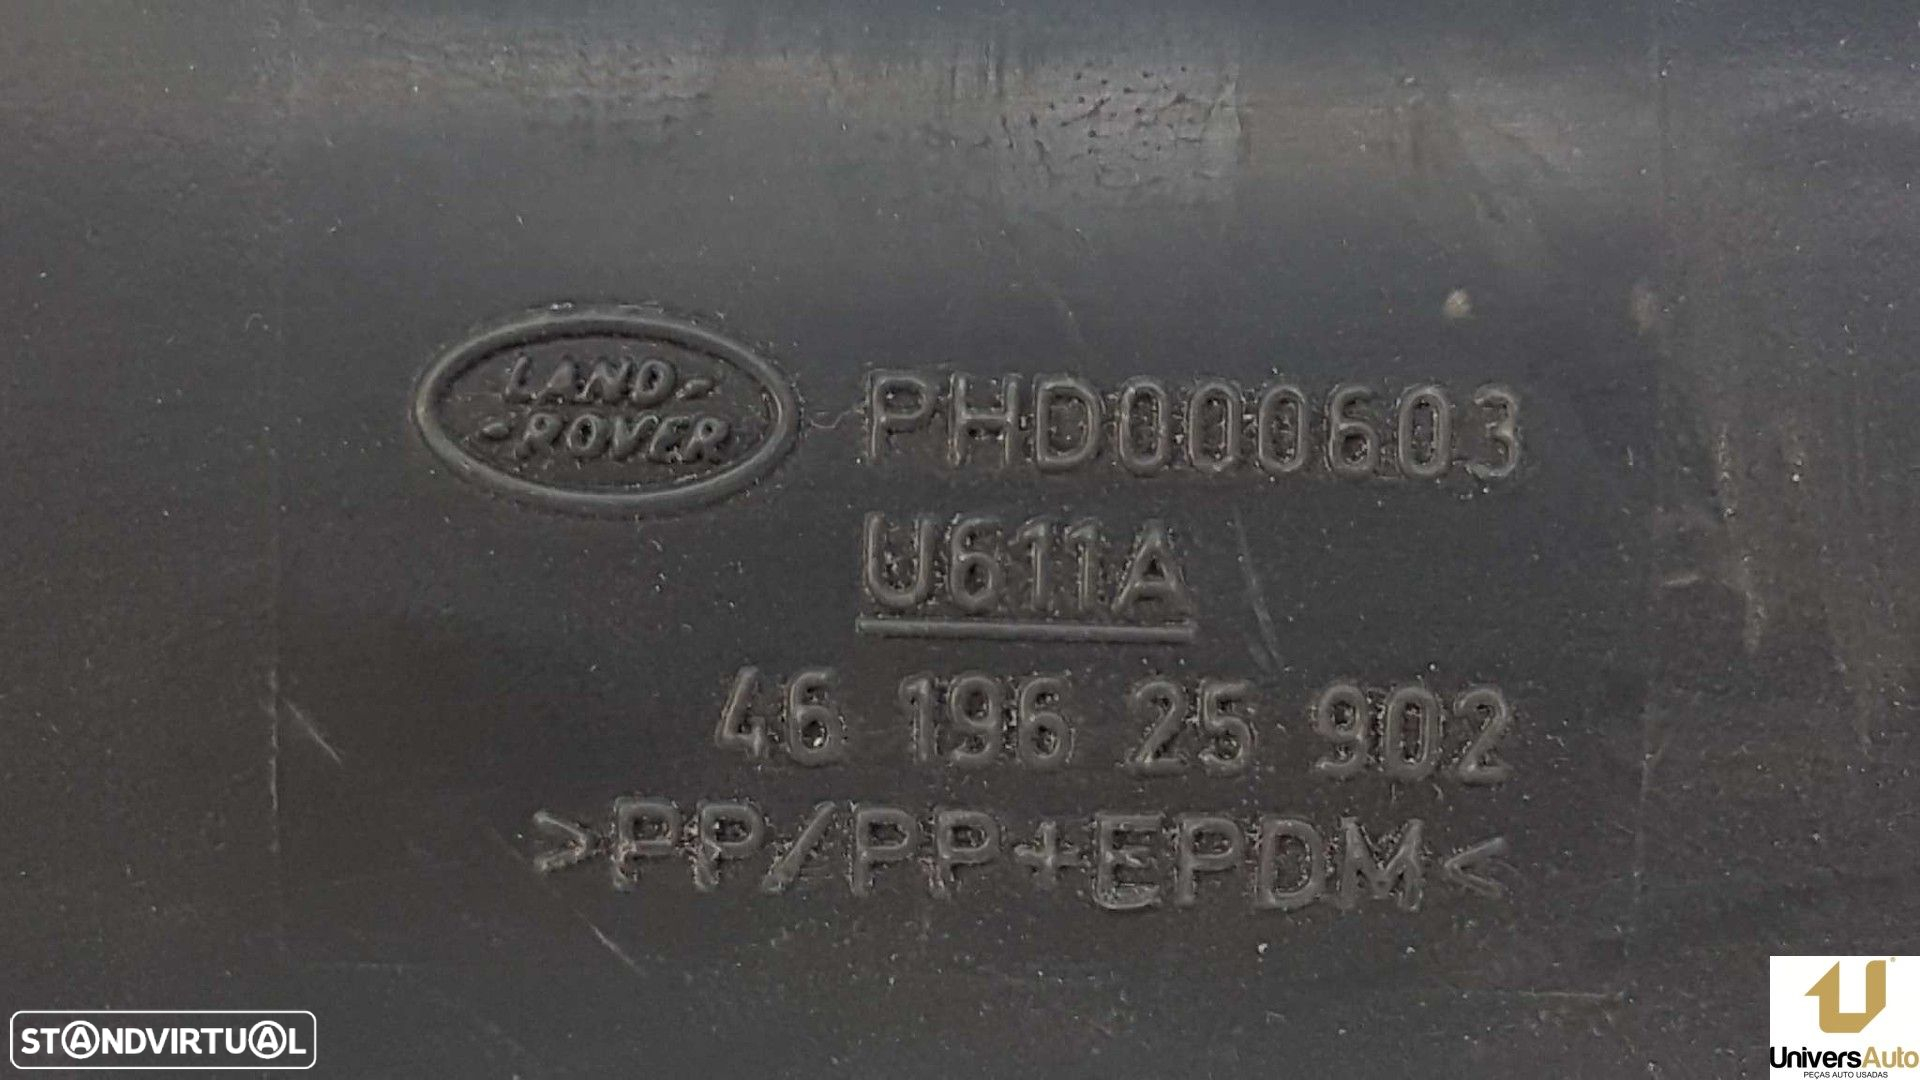 LAND-
-ROVER
PHD000603
U611A
46 196 25 902
>PP/PP+EPDM<
STANDVIRTUAL
UniversAuto
PEÇAS AUTO USADAS